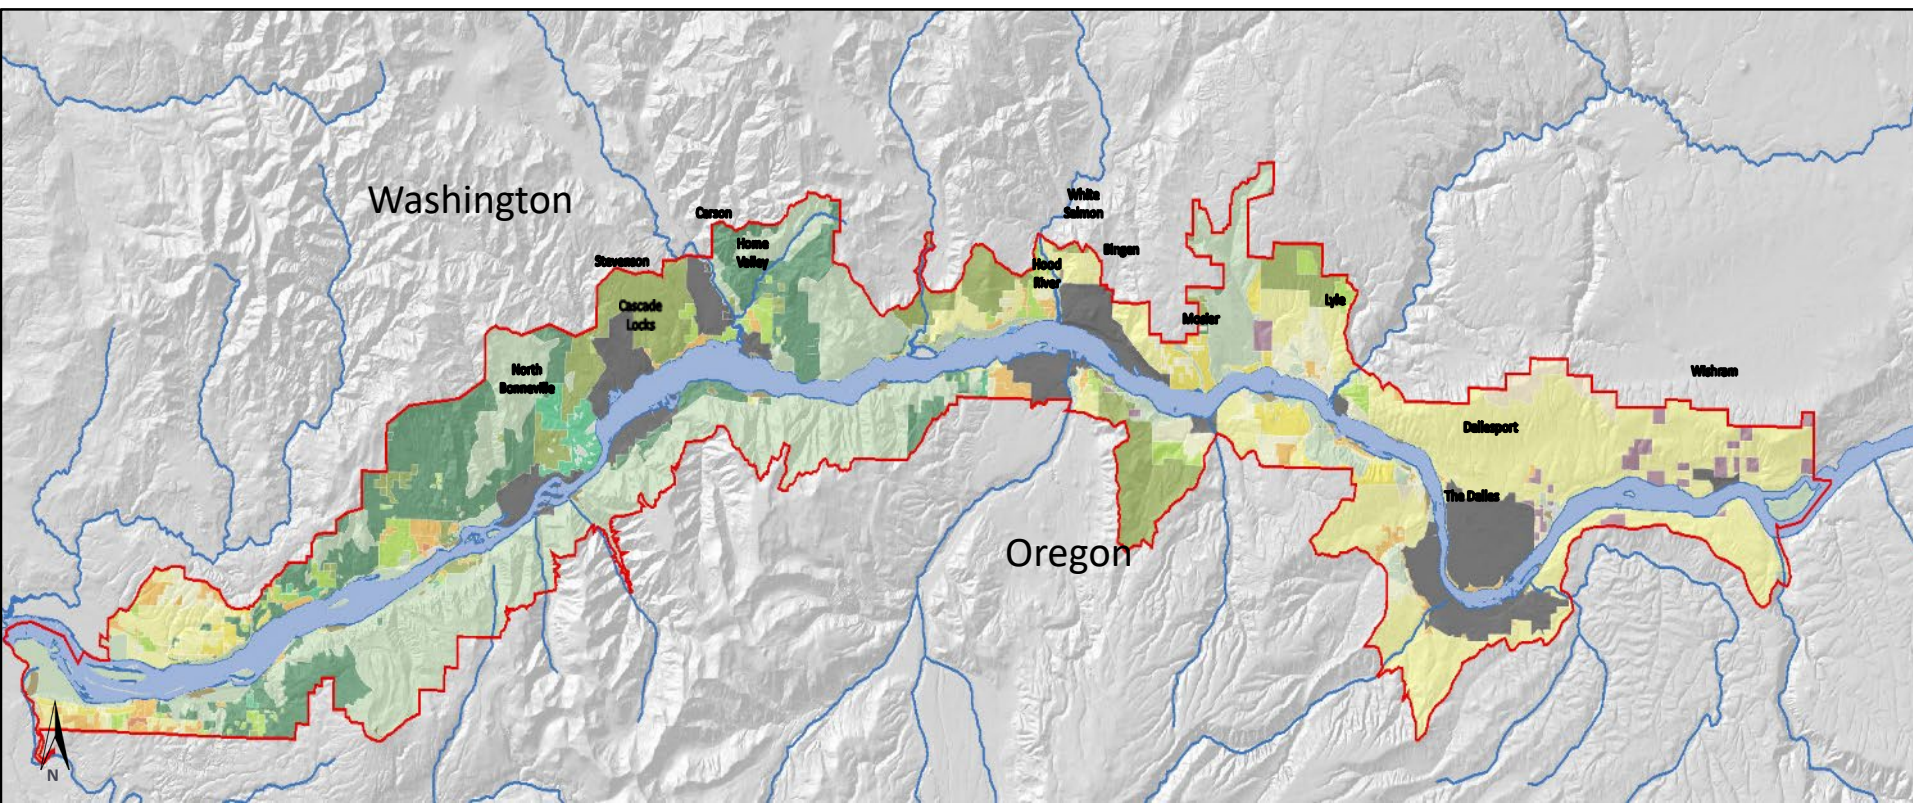 Washington
White
Salmon
Carson
Home
Valley
Bingen
Stevenson
Hood
River
Cascade
Locks
Lyle
Mosier
North
Bonneville
Wishram
Dallesport
The Dalles
Oregon
N